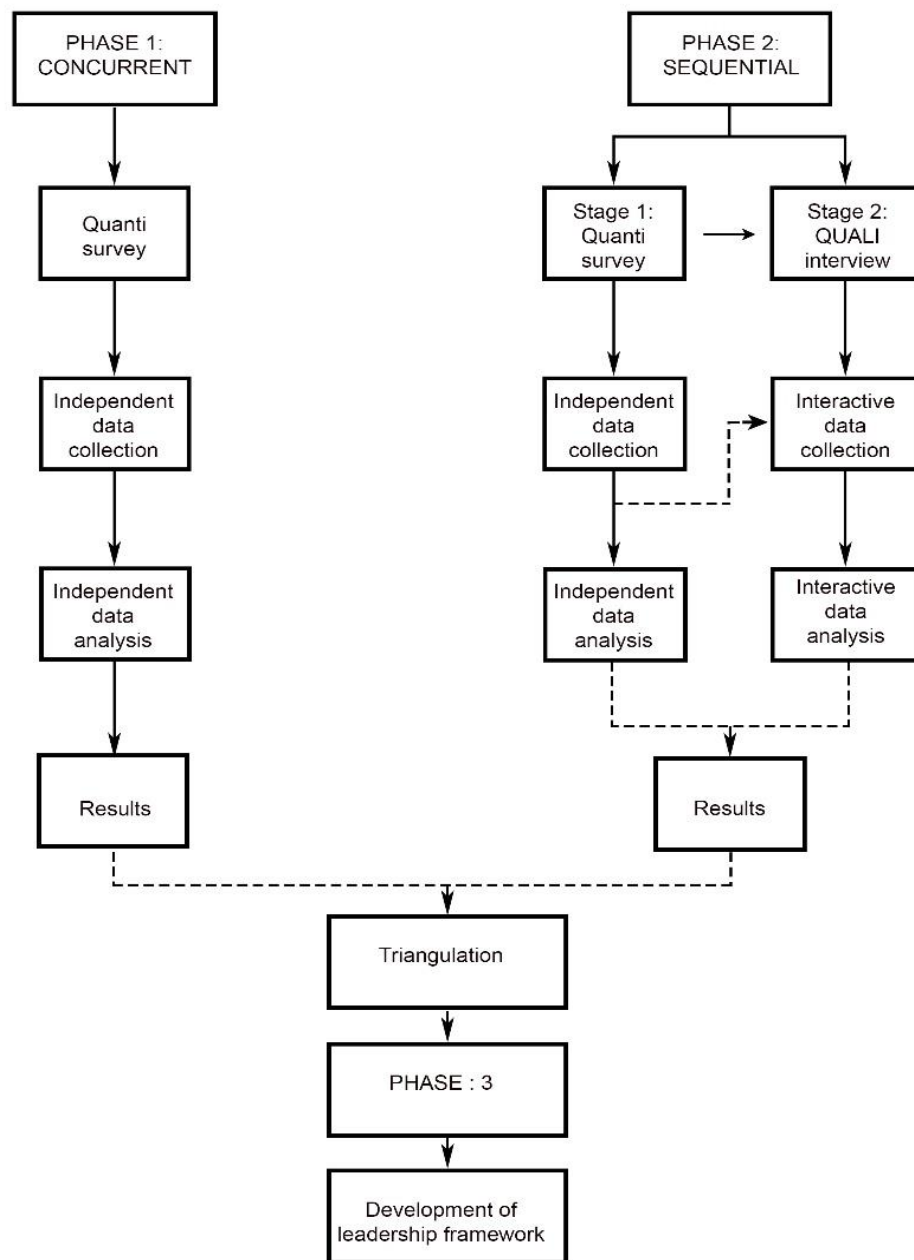 PHASE 1:
CONCURRENT
PHASE 2:
SEQUENTIAL
Quanti
survey
Stage 1:
Quanti
survey
Stage 2:
QUALI
interview
Independent
data
collection
Independent
data
collection
Interactive
data
collection
Independent
data
analysis
Independent
data
analysis
Interactive
data
analysis
Results
Results
Triangulation
PHASE : 3
Development of
leadership framework